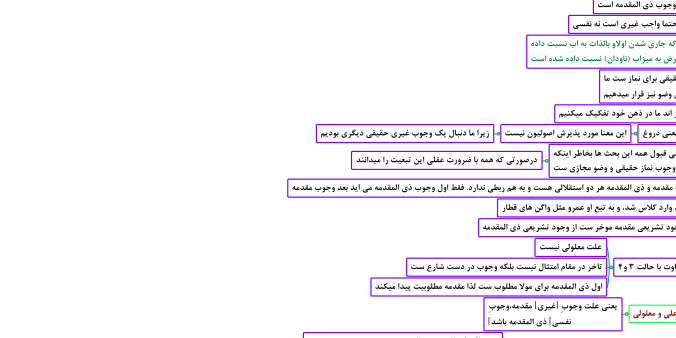 وجوب ذی المقدمه است
حتما واجب غیری است نه نفسی
که جاری شدن اولاو بالذات به اب نسبت داده
رض به میزاب (ناودان) نسبت داده شده است
قیقی برای نماز ست ما
وضو نیز قرار میدهیم
اند ما در ذهن خود تفکیک میکنیم
یعنی دروغ
این معنا مورد پذیرش اصولیون نیست
زیرا ما دنبال یک وجوب غیری حقیقی دیگری بودیم
قبول همه این بحث ها بخاطر اینکه
وجوب نماز حقیقی و وضو مجازی ست
درصورتی که همه با ضرورت عقلی این تبعیت را میدانند
مقدمه و ذی المقدمه هر دو استقلالی هست و به هم ربطی ندارد. فقط اول وجوب ذی المقدمه می اید بعد وجوب مقدمه
وارد کلاس شد، و به تبع او عمرو مثل واگن های قطار
جود تشریعی مقدمه موخر ست از وجود تشریعی ذی المقدمه
علت معلولی نیست
اوت با حالت ۳ و۴
تاخر در مقام امتثال نیست بلکه وجوب در دست شارع ست
اول ذی المقدمه برای مولا مطلوب ست لذا مقدمه مطلوبیت پیدا میکند
علی و معلولی
یعنی علت وجوب [غیری] مقدمه،وجوب
نفسی] ذی المقدمه باشد]